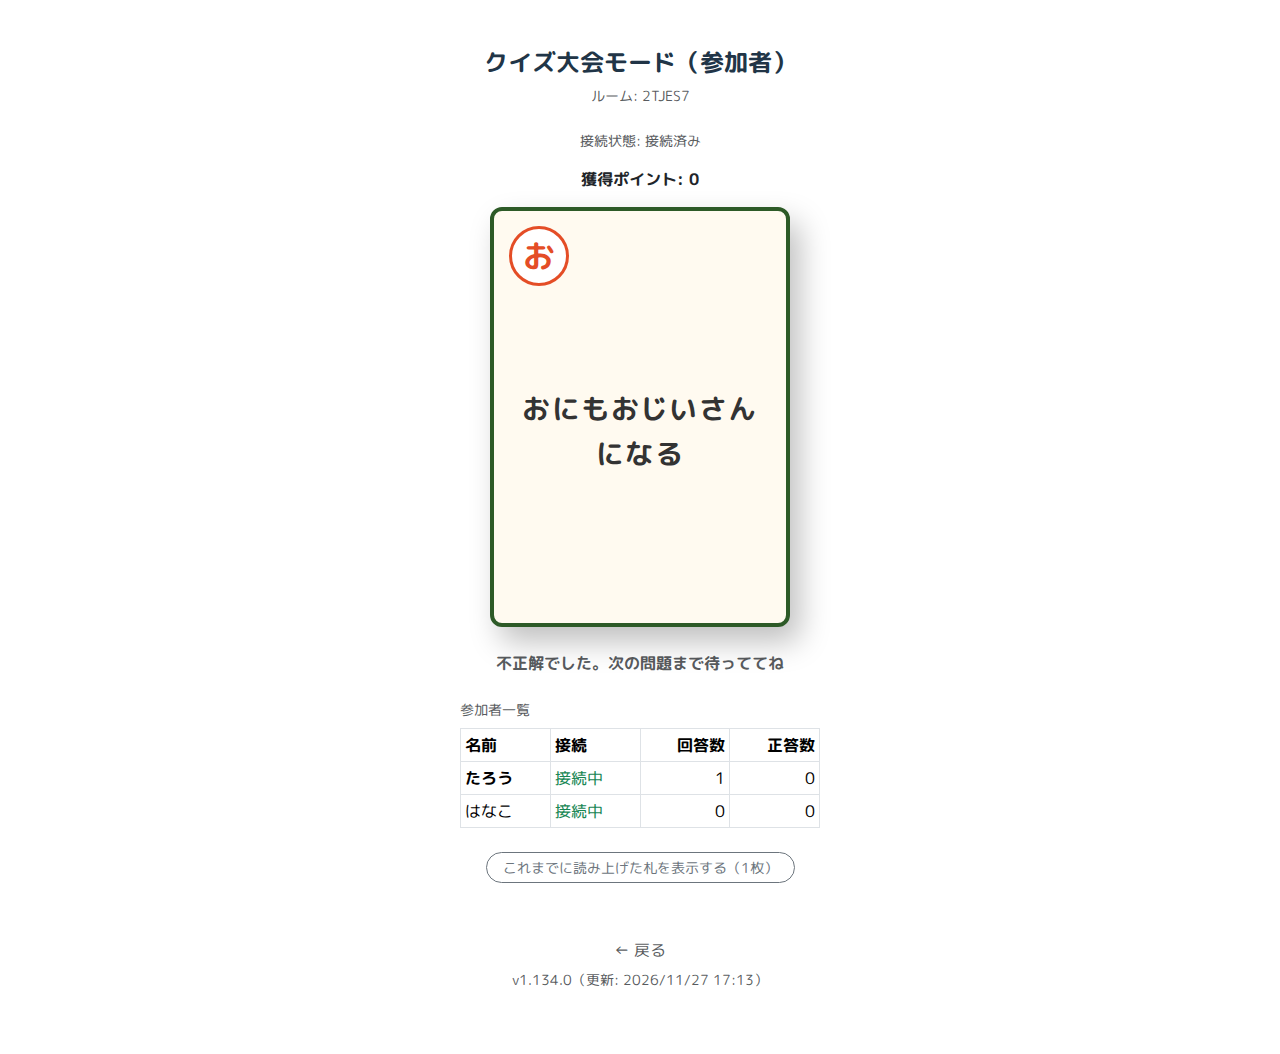 クイズ大会モード（参加者）
ルーム: 2TJES7
接続状態: 接続済み
獲得ポイント: 0
お
おにもおじいさん
になる
不正解でした。次の問題まで待っててね
参加者一覧
名前 接続 回答数 正答数
たろう 接続中 1 0
はなこ 接続中 0 0
これまでに読み上げた札を表示する（1枚）
← 戻る
v1.134.0（更新: 2026/11/27 17:13）